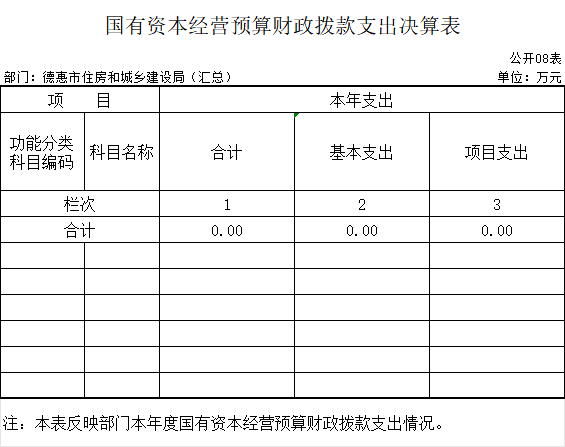 国有资本经营预算财政拨款支出决算表
公开08表
部门：德惠市住房和城乡建设局（汇总） 单位：万元
项 目 本年支出
功能分类
科目编码 科目名称 合计 基本支出 项目支出
栏次 1 2 3
合计 0.00 0.00 0.00
注：本表反映部门本年度国有资本经营预算财政拨款支出情况。